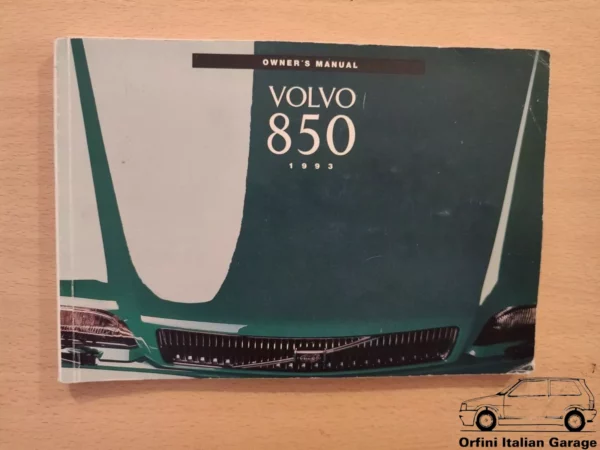 OWNER'S MANUAL
VOLVO
850
1993
Orfini Italian Garage